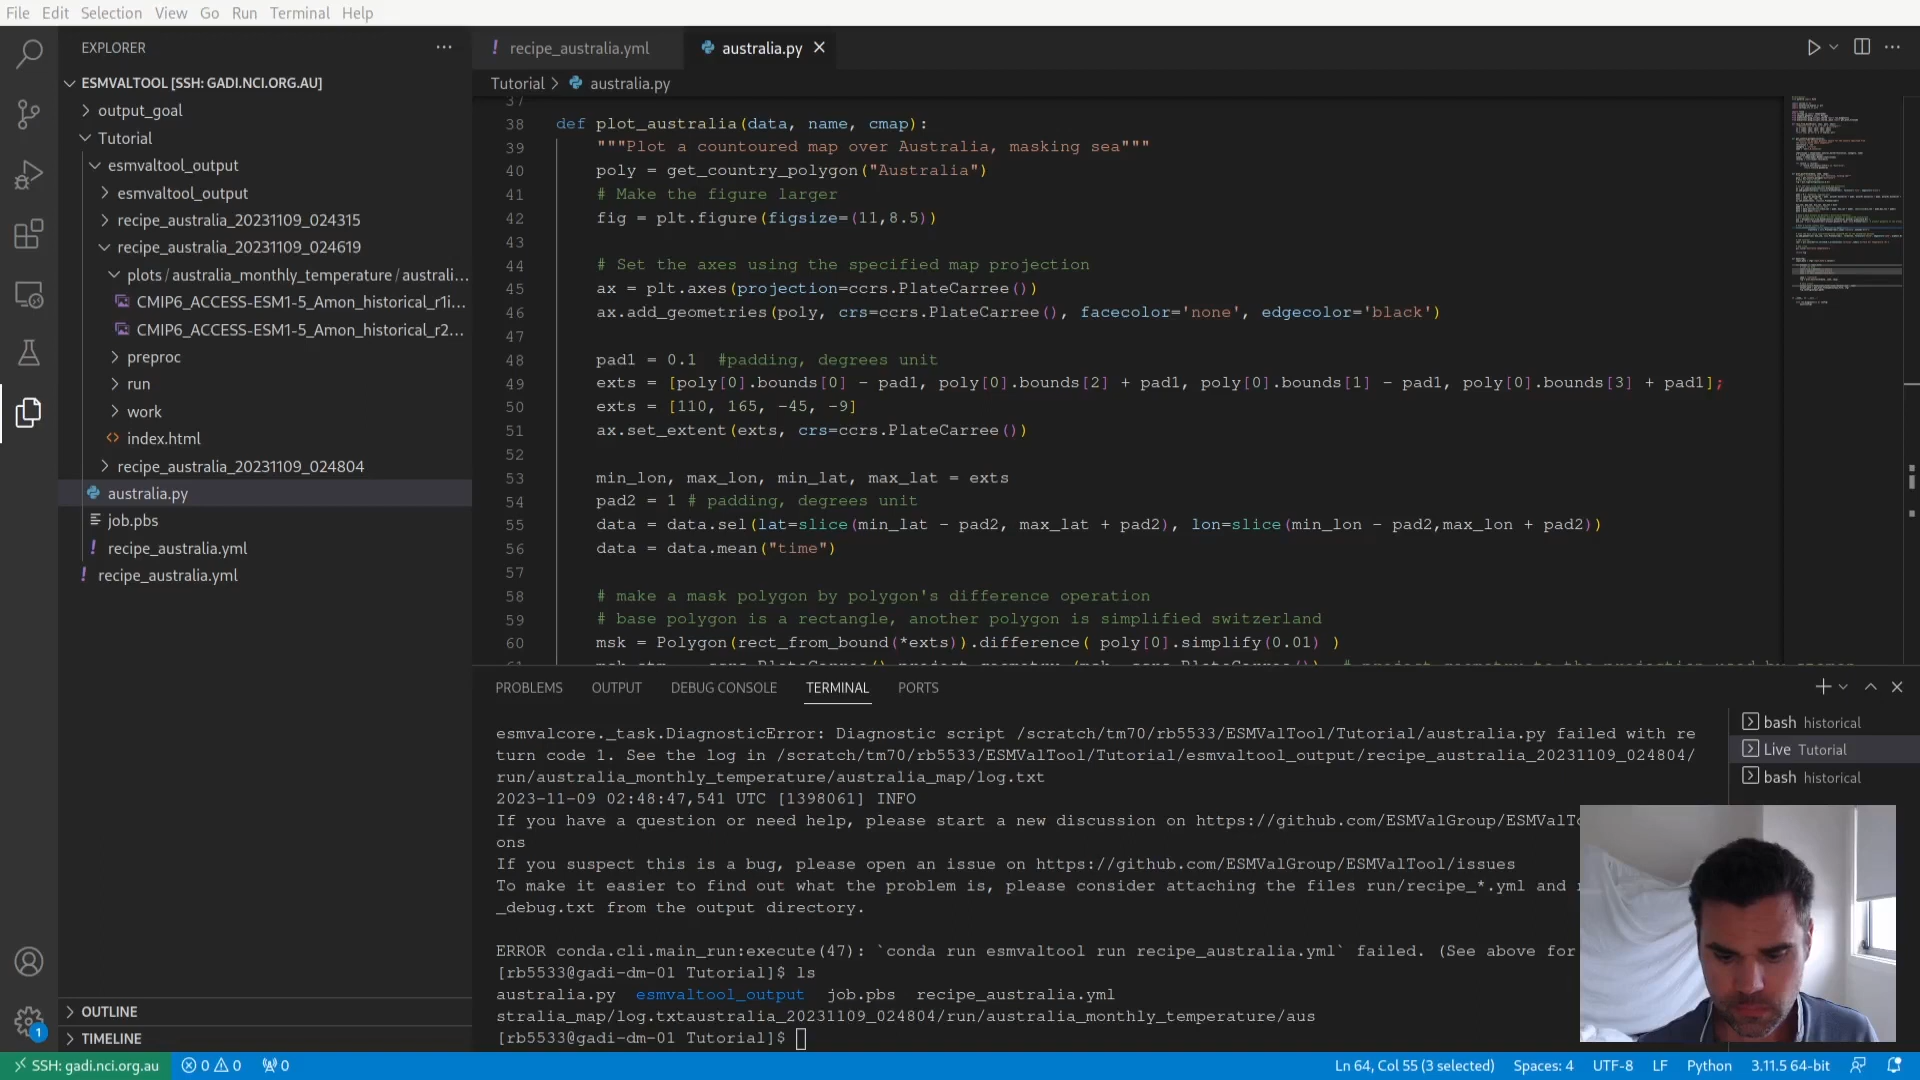 File Edit Selection View Go Run Terminal Help
EXPLORER
ESMVALTOOL [SSH: GADI.NCI.ORG.AU]
output_goal
Tutorial
esmvaltool_output
esmvaltool_output
recipe_australia_20231109_024315
recipe_australia_20231109_024619
plots/australia_monthly_temperature/australi...
CMIP6_ACCESS-ESM1-5_Amon_historical_r1i...
CMIP6_ACCESS-ESM1-5_Amon_historical_r2...
preproc
run
work
index.html
recipe_australia_20231109_024804
australia.py
job.pbs
recipe_australia.yml
recipe_australia.yml
OUTLINE
TIMELINE
recipe_australia.yml australia.py
Tutorial > australia.py
37
38 def plot_australia(data, name, cmap):
39 """Plot a countoured map over Australia, masking sea"""
40 poly = get_country_polygon("Australia")
41 # Make the figure larger
42 fig = plt.figure(figsize=(11,8.5))
43
44 # Set the axes using the specified map projection
45 ax = plt.axes(projection=ccrs.PlateCarree())
46 ax.add_geometries(poly, crs=ccrs.PlateCarree(), facecolor='none', edgecolor='black')
47
48 pad1 = 0.1  #padding, degrees unit
49 exts = [poly[0].bounds[0] - pad1, poly[0].bounds[2] + pad1, poly[0].bounds[1] - pad1, poly[0].bounds[3] + pad1];
50 exts = [110, 165, -45, -9]
51 ax.set_extent(exts, crs=ccrs.PlateCarree())
52
53 min_lon, max_lon, min_lat, max_lat = exts
54 pad2 = 1 # padding, degrees unit
55 data = data.sel(lat=slice(min_lat - pad2, max_lat + pad2), lon=slice(min_lon - pad2,max_lon + pad2))
56 data = data.mean("time")
57
58 # make a mask polygon by polygon's difference operation
59 # base polygon is a rectangle, another polygon is simplified switzerland
60 msk = Polygon(rect_from_bound(*exts)).difference( poly[0].simplify(0.01) )
PROBLEMS OUTPUT DEBUG CONSOLE TERMINAL PORTS
esmvalcore._task.DiagnosticError: Diagnostic script /scratch/tm70/rb5533/ESMValTool/Tutorial/australia.py failed with re
turn code 1. See the log in /scratch/tm70/rb5533/ESMValTool/Tutorial/esmvaltool_output/recipe_australia_20231109_024804/
run/australia_monthly_temperature/australia_map/log.txt
2023-11-09 02:48:47,541 UTC [1398061] INFO
If you have a question or need help, please start a new discussion on https://github.com/ESMValGroup/ESMValTo
ons
If you suspect this is a bug, please open an issue on https://github.com/ESMValGroup/ESMValTool/issues
To make it easier to find out what the problem is, please consider attaching the files run/recipe_*.yml and
_debug.txt from the output directory.
ERROR conda.cli.main_run:execute(47): `conda run esmvaltool run recipe_australia.yml` failed. (See above for
[rb5533@gadi-dm-01 Tutorial]$ ls
australia.py esmvaltool_output job.pbs recipe_australia.yml
stralia_map/log.txtaustralia_20231109_024804/run/australia_monthly_temperature/aus
[rb5533@gadi-dm-01 Tutorial]$
bash historical
Live Tutorial
bash historical
1
SSH: gadi.nci.org.au 0 0 0 Ln 64, Col 55 (3 selected) Spaces: 4 UTF-8 LF Python 3.11.5 64-bit